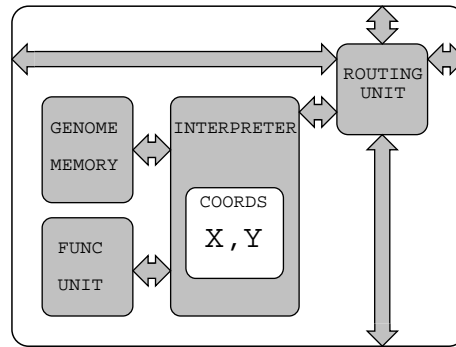 ROUTING
UNIT
GENOME
MEMORY
INTERPRETER
COORDS
X,Y
FUNC
UNIT